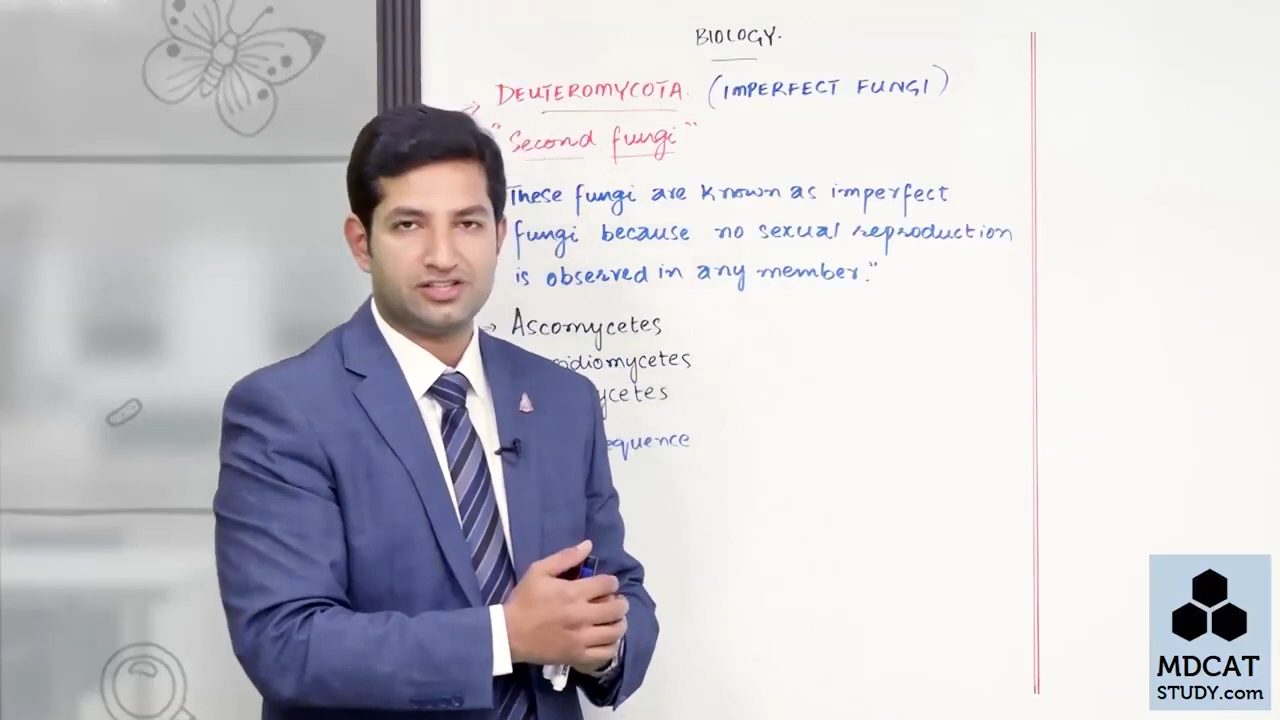 BIOLOGY.
DEUTEROMYCOTA. (IMPERFECT FUNGI)
"Second fungi"
These fungi are known as imperfect
fungi because no sexual reproduction
is observed in any member."
→ Ascomycetes
MDCAT
STUDY.com